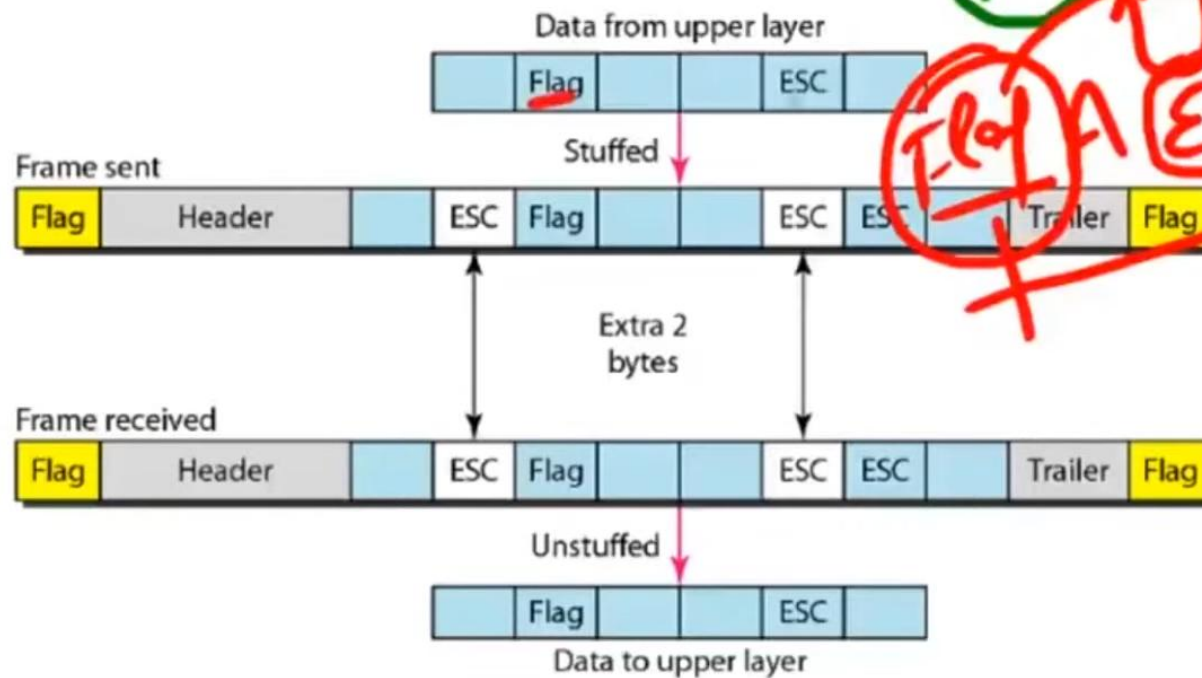 Data from upper layer
Flag ESC
Stuffed
Frame sent
Flag Header ESC Flag ESC ESC Trailer Flag
Extra 2
bytes
Frame received
Flag Header ESC Flag ESC ESC Trailer Flag
Unstuffed
Flag ESC
Data to upper layer